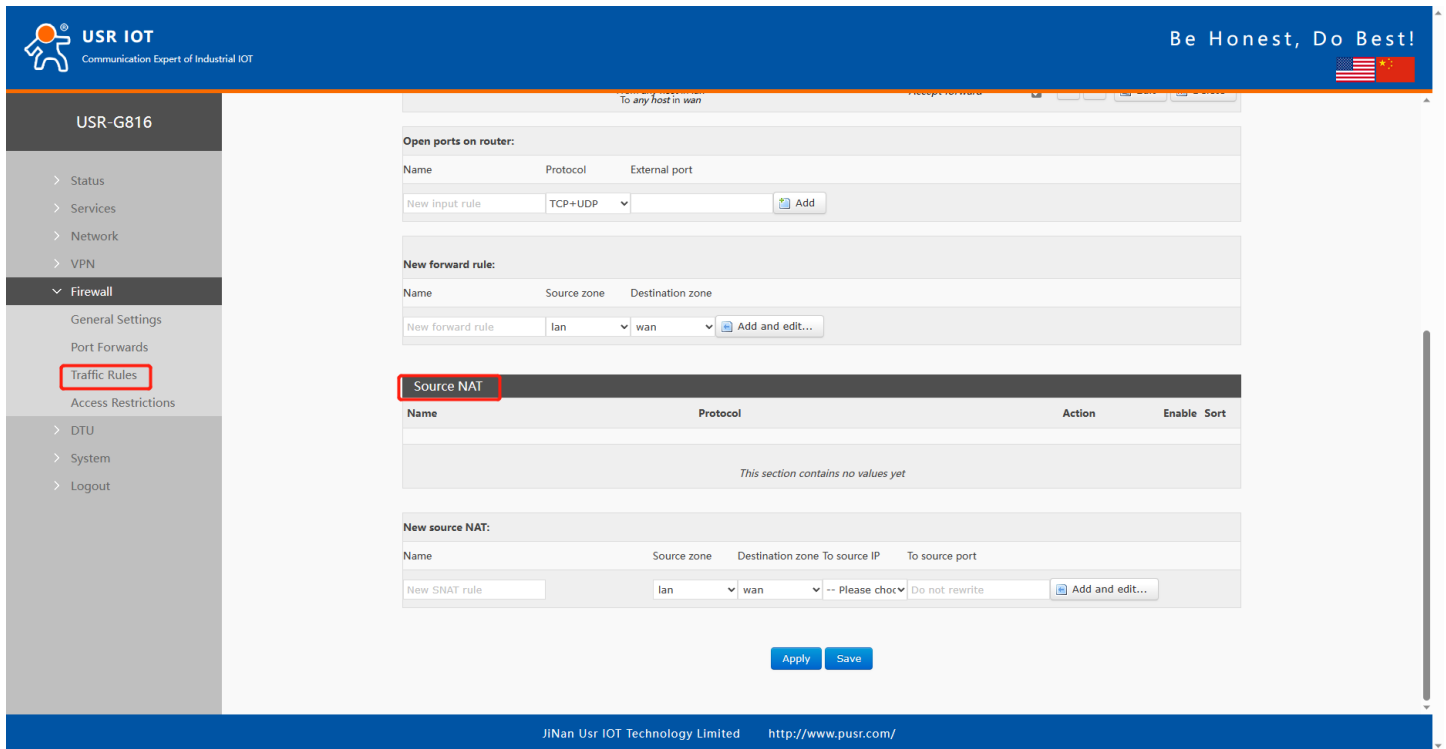 USR IOT
Communication Expert of Industrial IOT
Be Honest, Do Best!
USR-G816
Status
Services
Network
VPN
Firewall
General Settings
Port Forwards
Traffic Rules
Access Restrictions
DTU
System
Logout
To any host in wan
Open ports on router:
Name Protocol External port
New input rule TCP+UDP Add
New forward rule:
Name Source zone Destination zone
New forward rule lan wan Add and edit...
Source NAT
Name Protocol Action Enable Sort
This section contains no values yet
New source NAT:
Name Source zone Destination zone To source IP To source port
New SNAT rule lan wan -- Please choc Do not rewrite Add and edit...
Apply Save
JiNan Usr IOT Technology Limited http://www.pusr.com/